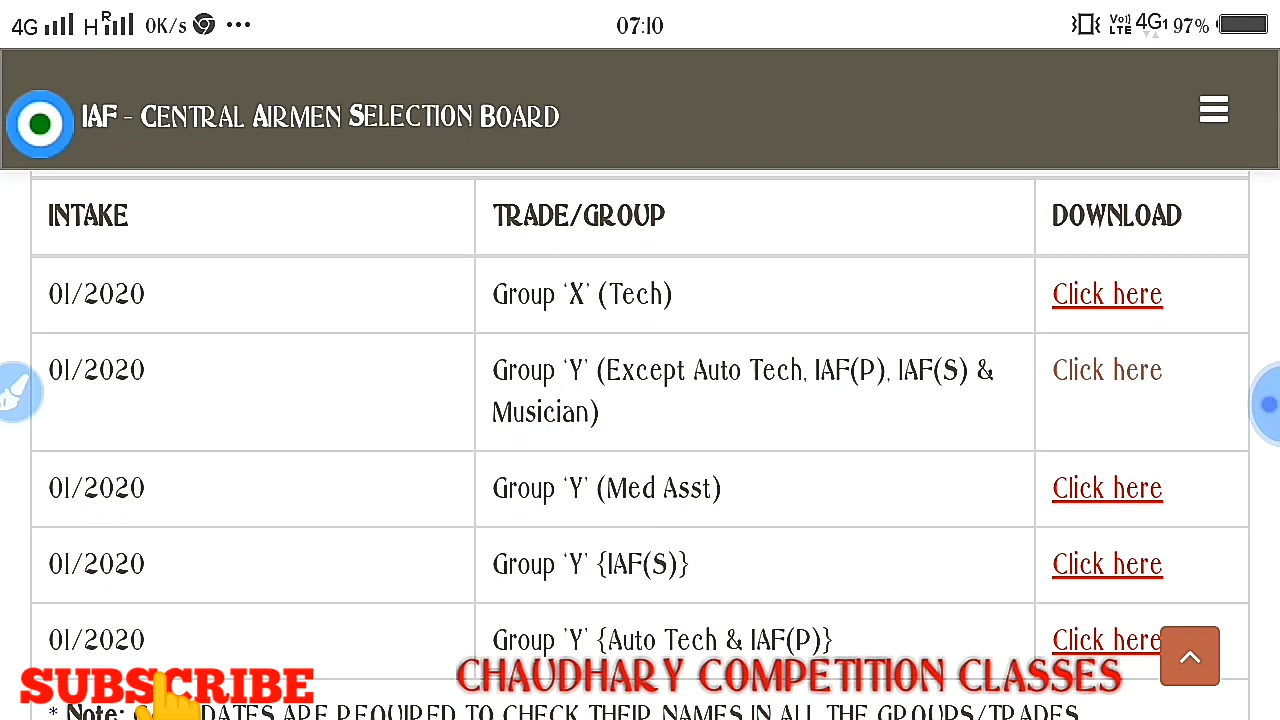 4G H R 0K/s ••• 07:10 Vo)) LTE 4G1 97%
IAF - CENTRAL AIRMEN SELECTION BOARD
INTAKE TRADE/GROUP DOWNLOAD
01/2020 Group ‘X’ (Tech) Click here
01/2020 Group ‘Y’ (Except Auto Tech, IAF(P), IAF(S) & Click here
Musician)
01/2020 Group ‘Y’ (Med Asst) Click here
01/2020 Group ‘Y’ {IAF(S)} Click here
01/2020 Group ‘Y’ {Auto Tech & IAF(P)} Click here
SUBSCRIBE CHAUDHARY COMPETITION CLASSES
* Note: ARE REQUIRED TO CHECK THEIR NAMES IN ALL THE GROUPS/TRADES